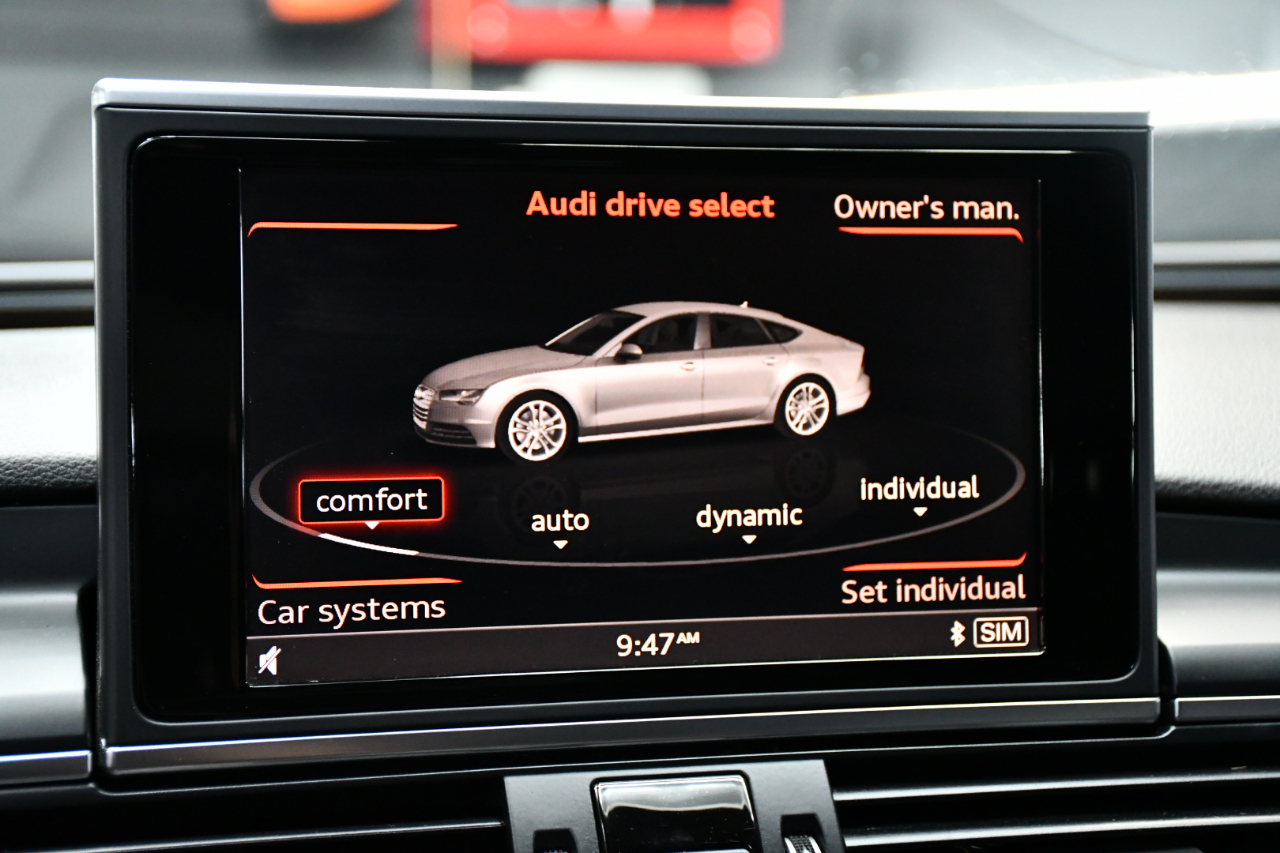 Audi drive select
Owner's man.
comfort
auto
dynamic
individual
Car systems
Set individual
9:47AM
SIM